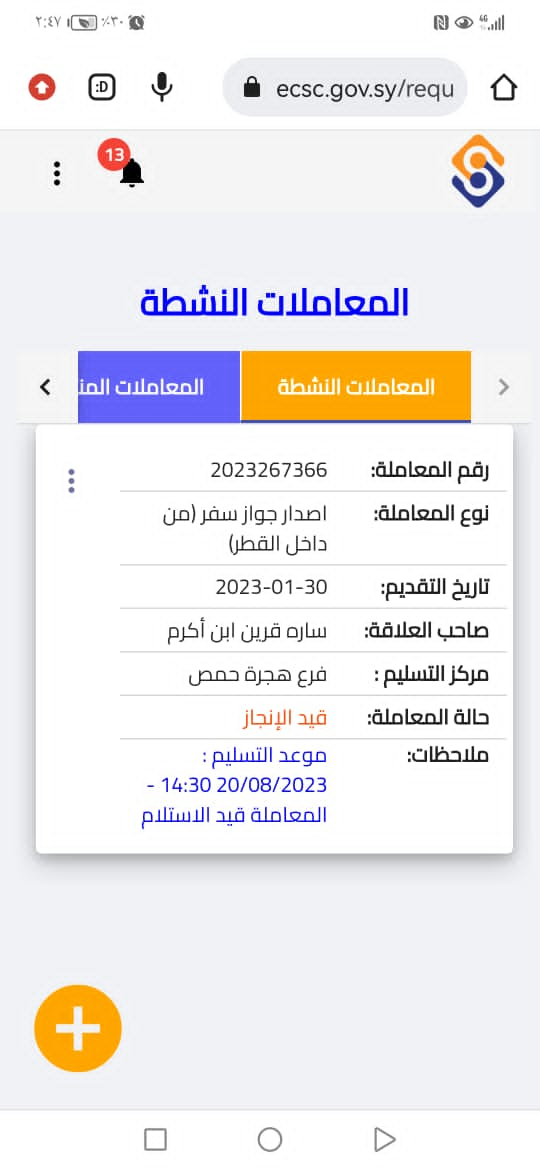 ٢:٤٧
٪٣٠
4G
:D
ecsc.gov.sy/requ
13
المعاملات النشطة
المعاملات النشطة
المعاملات المن
رقم المعاملة: 2023267366
نوع المعاملة: اصدار جواز سفر (من
داخل القطر)
تاريخ التقديم: 2023-01-30
صاحب العلاقة: ساره قرين ابن أكرم
مركز التسليم : فرع هجرة حمص
حالة المعاملة: قيد الإنجاز
ملاحظات: موعد التسليم :
20/08/2023 14:30 -
المعاملة قيد الاستلام